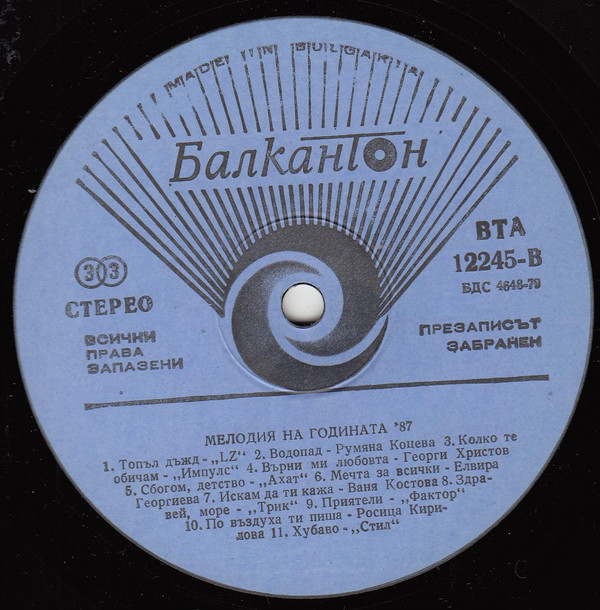 MADE IN BULGARIA
Балкантон
ВТА
12245-В
БДС 4648-79
33
СТЕРЕО
ВСИЧКИ
ПРАВА
ЗАПАЗЕНИ
ПРЕЗАПИСЪТ
ЗАБРАНЕН
МЕЛОДИЯ НА ГОДИНАТА '87
1. Топъл дъжд - „LZ“ 2. Водопад - Румяна Коцева 3. Колко те
обичам - „Импулс“ 4. Върни ми любовта - Георги Христов
5. Сбогом, детство - „Ахат“ 6. Мечта за всички - Елвира
Георгиева 7. Искам да ти кажа - Ваня Костова 8. Здра-
вей, море - „Трик“ 9. Приятели - „Фактор“
10. По въздуха ти пиша - Росица Кири-
лова 11. Хубаво - „Стил“